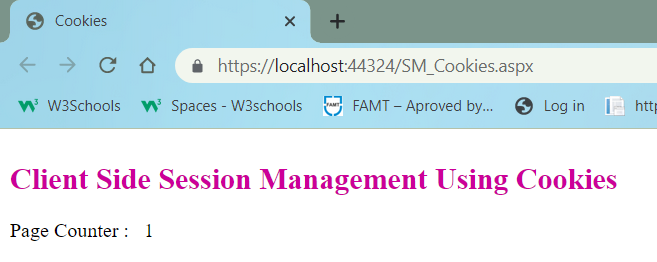 Cookies
https://localhost:44324/SM_Cookies.aspx
W3Schools Spaces - W3schools FAMT – Aproved by... Log in
Client Side Session Management Using Cookies
Page Counter : 1